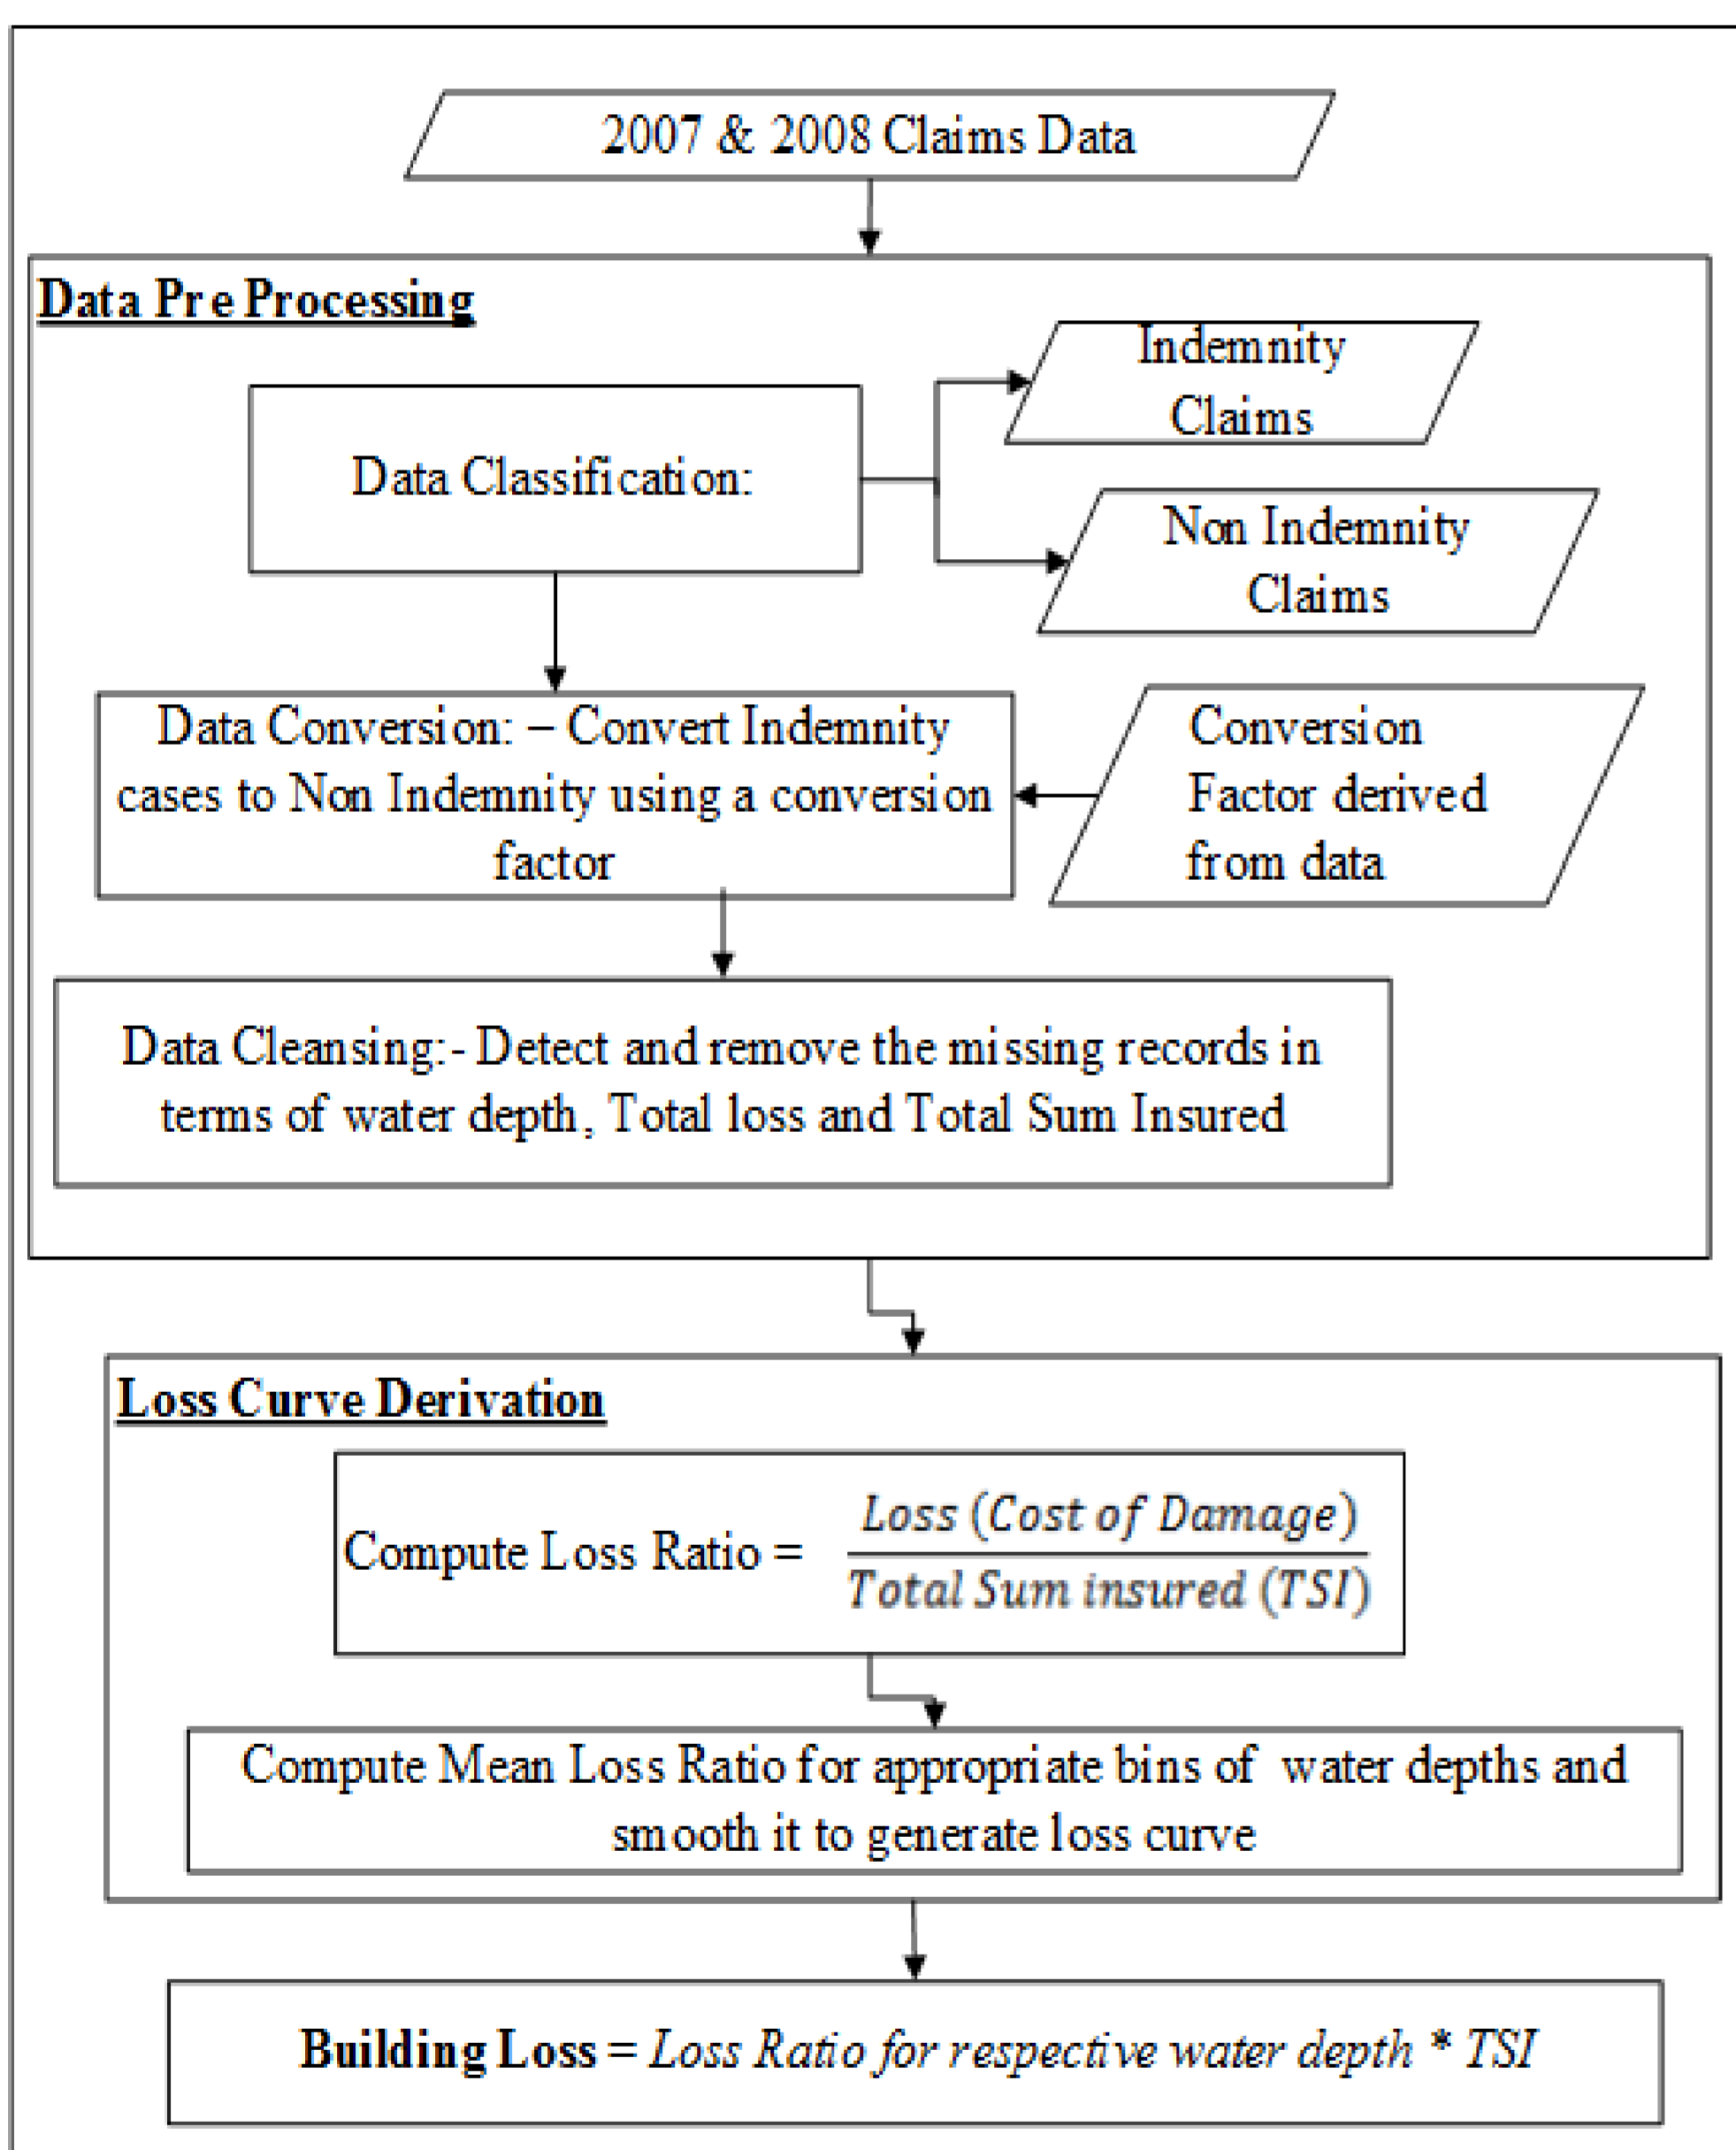 2007 & 2008 Claims Data
Data Pre Processing
Indemnity
Claims
Data Classification:
Non Indemnity
Claims
Data Conversion: – Convert Indemnity
cases to Non Indemnity using a conversion
factor
Conversion
Factor derived
from data
Data Cleansing:- Detect and remove the missing records in
terms of water depth, Total loss and Total Sum Insured
Loss Curve Derivation
Compute Loss Ratio =
Loss (Cost of Damage)
Total Sum insured (TSI)
Compute Mean Loss Ratio for appropriate bins of water depths and
smooth it to generate loss curve
Building Loss = Loss Ratio for respective water depth * TSI